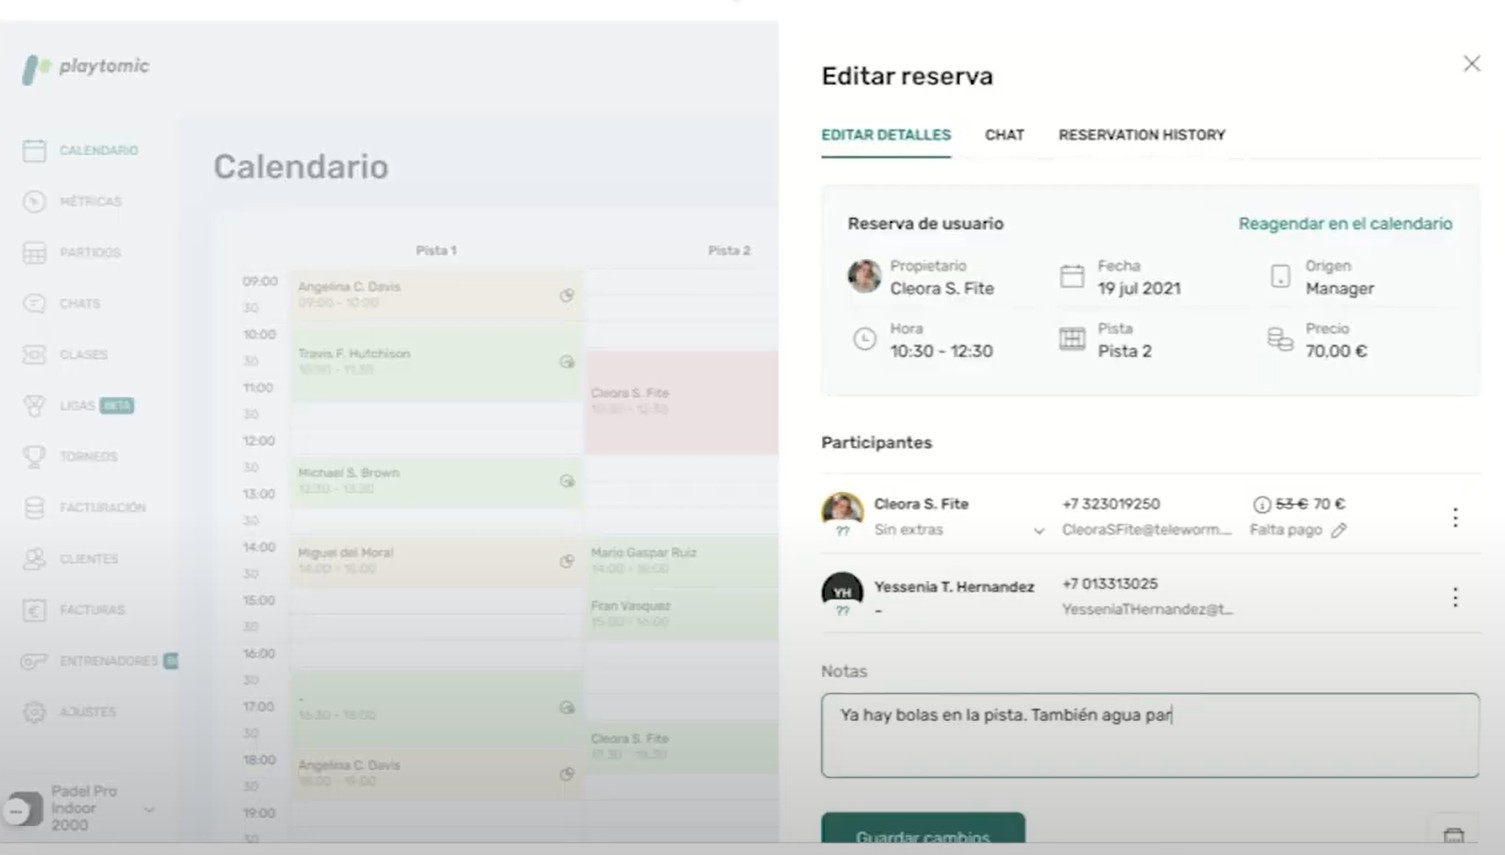 playtomic
CALENDARIO
MÉTRICAS
PARTIDOS
CHATS
CLASES
LIGAS BETA
TORNEOS
FACTURACIÓN
CLIENTES
FACTURAS
ENTRENADORES
AJUSTES
Padel Pro
Indoor
2000
Calendario
Pista 1
Pista 2
09:00
30
10:00
30
11:00
30
12:00
30
13:00
30
14:00
30
15:00
30
16:00
30
17:00
30
18:00
30
19:00
30
Angelina C. Davis
09:00 - 10:00
Travis F. Hutchison
10:00 - 11:30
Michael S. Brown
12:30 - 13:30
Miguel del Moral
14:00 - 15:00
-
16:30 - 18:00
Angelina C. Davis
18:00 - 19:00
Cleora S. Fite
10:30 - 12:30
Mario Gaspar Ruiz
14:00 - 15:00
Fran Vasquez
15:00 - 16:00
Cleora S. Fite
17:30 - 18:30
Editar reserva
EDITAR DETALLES
CHAT
RESERVATION HISTORY
Reserva de usuario
Reagendar en el calendario
Propietario
Cleora S. Fite
Fecha
19 jul 2021
Origen
Manager
Hora
10:30 - 12:30
Pista
Pista 2
Precio
70,00 €
Participantes
Cleora S. Fite
+7 323019250
53 € 70 €
??
Sin extras
CleoraSFite@teleworm....
Falta pago
YH
Yessenia T. Hernandez
+7 013313025
??
-
YesseniaTHernandez@t...
Notas
Ya hay bolas en la pista. También agua par
Guardar cambios